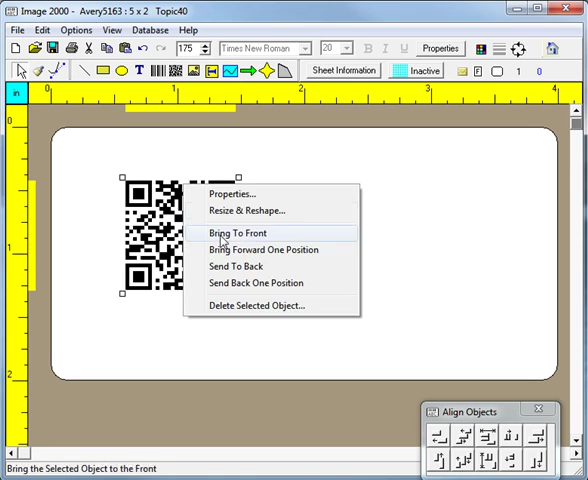 Image 2000 - Avery5163 : 5 x 2    Topic40
File Edit Options View Database Help
175 Times New Roman 20 Properties
T Sheet Information Inactive F 1 0
in 0 1 2 3 4
0
1
2
Properties...
Resize & Reshape...
Bring To Front
Bring Forward One Position
Send To Back
Send Back One Position
Delete Selected Object...
Align Objects
Bring the Selected Object to the Front